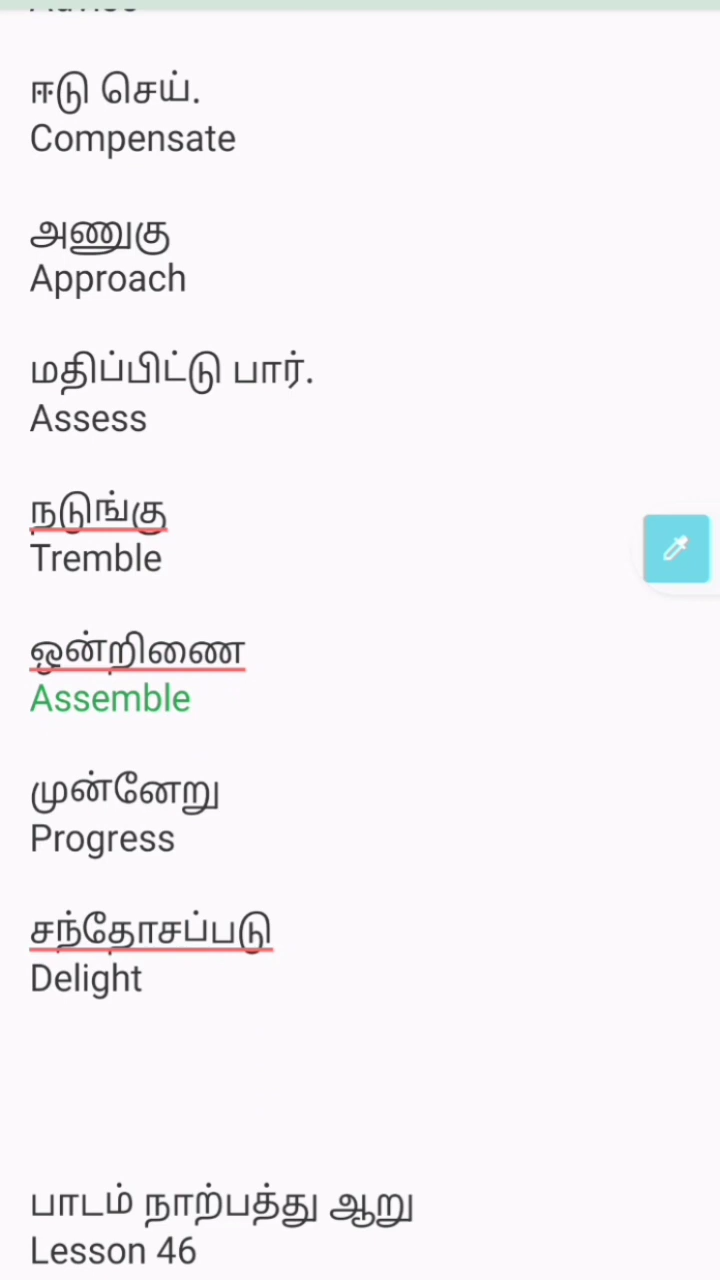 ஈடு செய்.
Compensate
அணுகு
Approach
மதிப்பிட்டு பார்.
Assess
நடுங்கு
Tremble
ஒன்றிணை
Assemble
முன்னேறு
Progress
சந்தோசப்படு
Delight
பாடம் நாற்பத்து ஆறு
Lesson 46